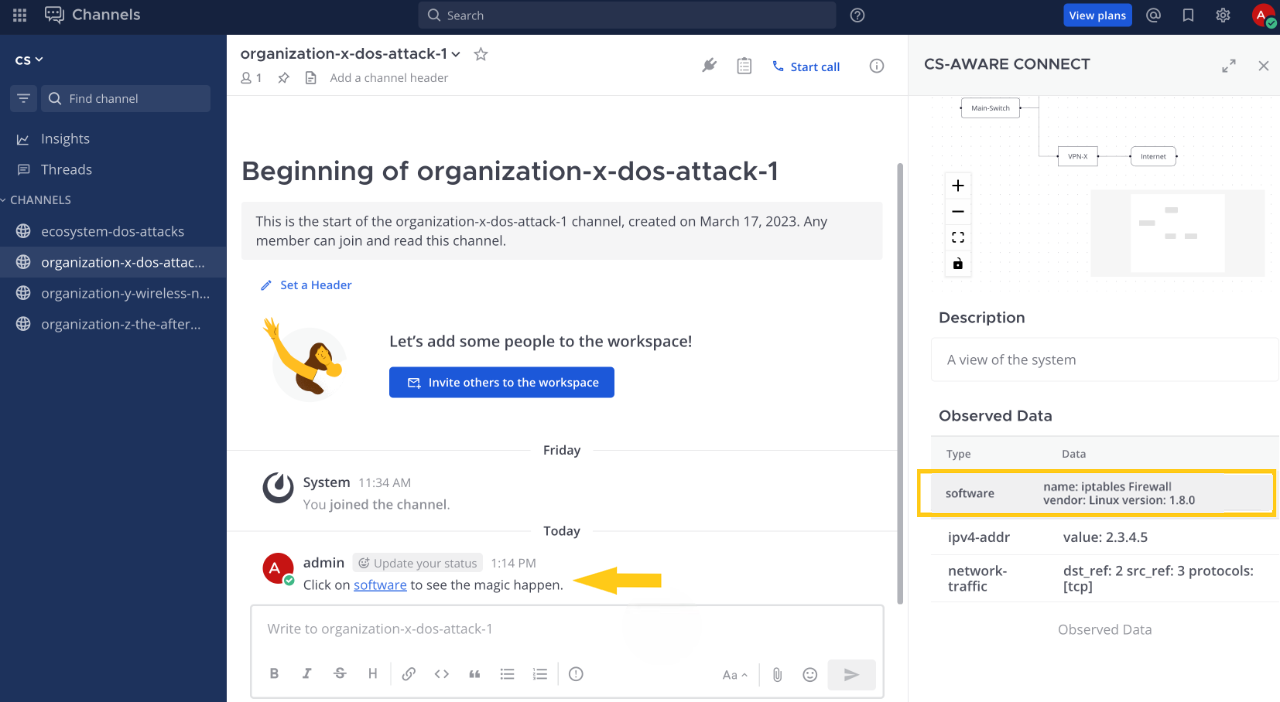 Channels
Search
View plans
A
CS
Find channel
Insights
Threads
CHANNELS
ecosystem-dos-attacks
organization-x-dos-attac...
organization-y-wireless-n...
organization-z-the-after...
organization-x-dos-attack-1
1
Add a channel header
Start call
Beginning of organization-x-dos-attack-1
This is the start of the organization-x-dos-attack-1 channel, created on March 17, 2023. Any
member can join and read this channel.
Set a Header
Let's add some people to the workspace!
Invite others to the workspace
Friday
System 11:34 AM
You joined the channel.
Today
A
admin Update your status 1:14 PM
Click on software to see the magic happen.
Write to organization-x-dos-attack-1
B I S H
Aa
CS-AWARE CONNECT
Main-Switch
VPN-X
Internet
Description
A view of the system
Observed Data
Type Data
software
name: iptables Firewall
vendor: Linux version: 1.8.0
ipv4-addr value: 2.3.4.5
network-
traffic
dst_ref: 2 src_ref: 3 protocols:
[tcp]
Observed Data